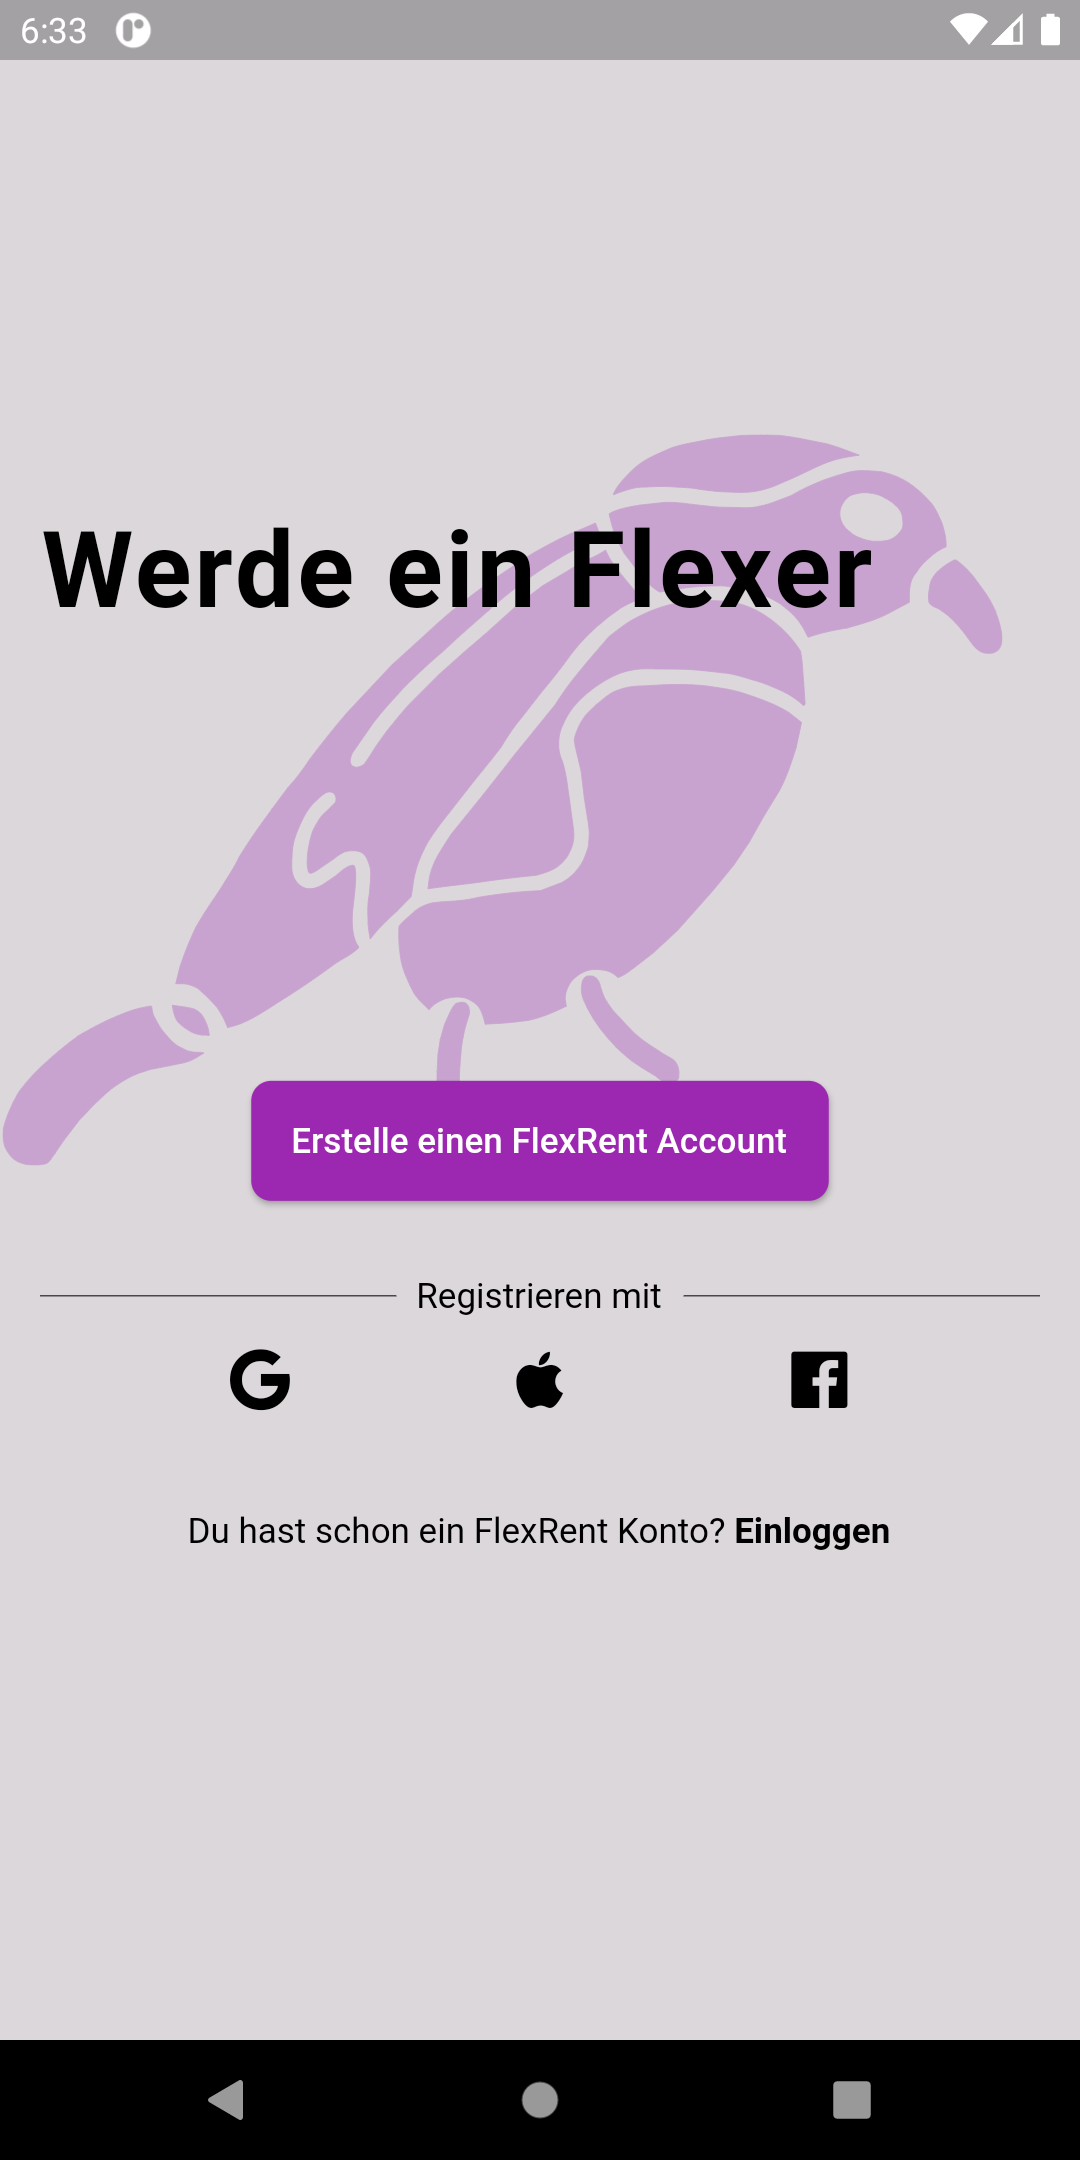 6:33
Werde ein Flexer
Erstelle einen FlexRent Account
Registrieren mit
Du hast schon ein FlexRent Konto? Einloggen